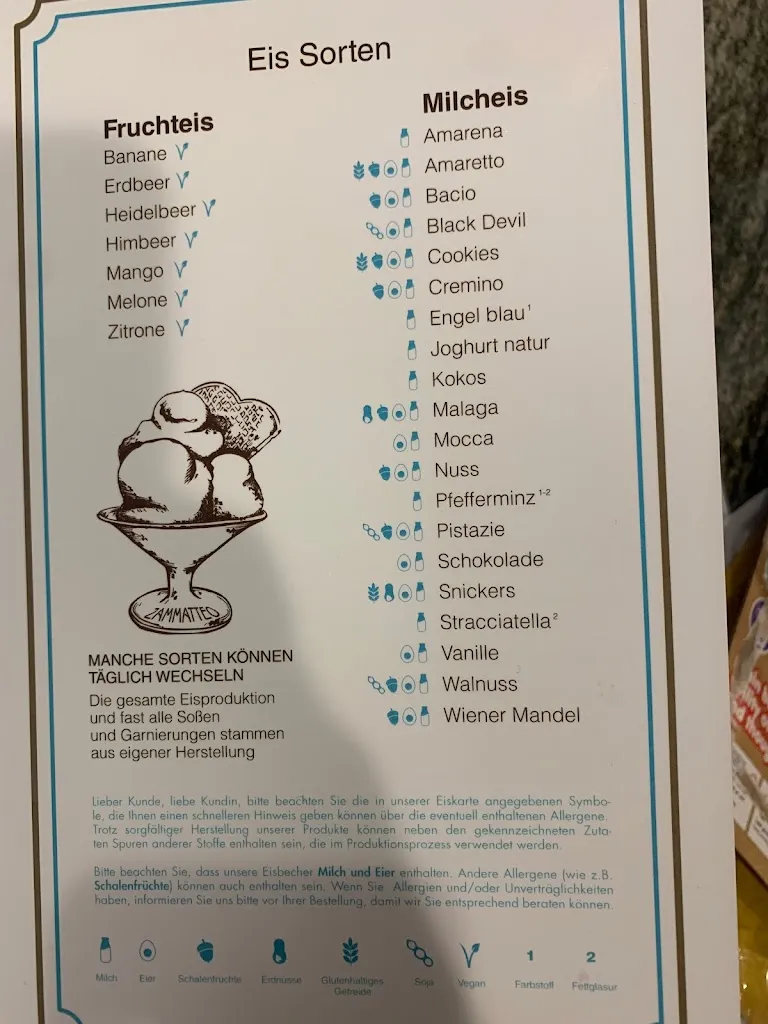 Eis Sorten
Fruchteis
Banane
Erdbeer
Heidelbeer
Himbeer
Mango
Melone
Zitrone
ZAMMATTEO
MANCHE SORTEN KÖNNEN
TÄGLICH WECHSELN
Die gesamte Eisproduktion
und fast alle Soßen
und Garnierungen stammen
aus eigener Herstellung
Milcheis
Amarena
Amaretto
Bacio
Black Devil
Cookies
Cremino
Engel blau¹
Joghurt natur
Kokos
Malaga
Mocca
Nuss
Pfefferminz¹⁻²
Pistazie
Schokolade
Snickers
Stracciatella²
Vanille
Walnuss
Wiener Mandel
Lieber Kunde, liebe Kundin, bitte beachten Sie die in unserer Eiskarte angegebenen Symbo-
le, die Ihnen einen schnelleren Hinweis geben können über die eventuell enthaltenen Allergene.
Trotz sorgfältiger Herstellung unserer Produkte können neben den gekennzeichneten Zuta-
ten Spuren anderer Stoffe enthalten sein, die im Produktionsprozess verwendet werden.
Bitte beachten Sie, dass unsere Eisbecher Milch und Eier enthalten. Andere Allergene (wie z.B.
Schalenfrüchte) können auch enthalten sein. Wenn Sie Allergien und/oder Unverträglichkeiten
haben, informieren Sie uns bitte vor Ihrer Bestellung, damit wir Sie entsprechend beraten können.
1 2
Milch Eier Schalenfrüchte Erdnüsse Glutenhaltiges Soja Vegan Farbstoff Fettglasur
Getreide